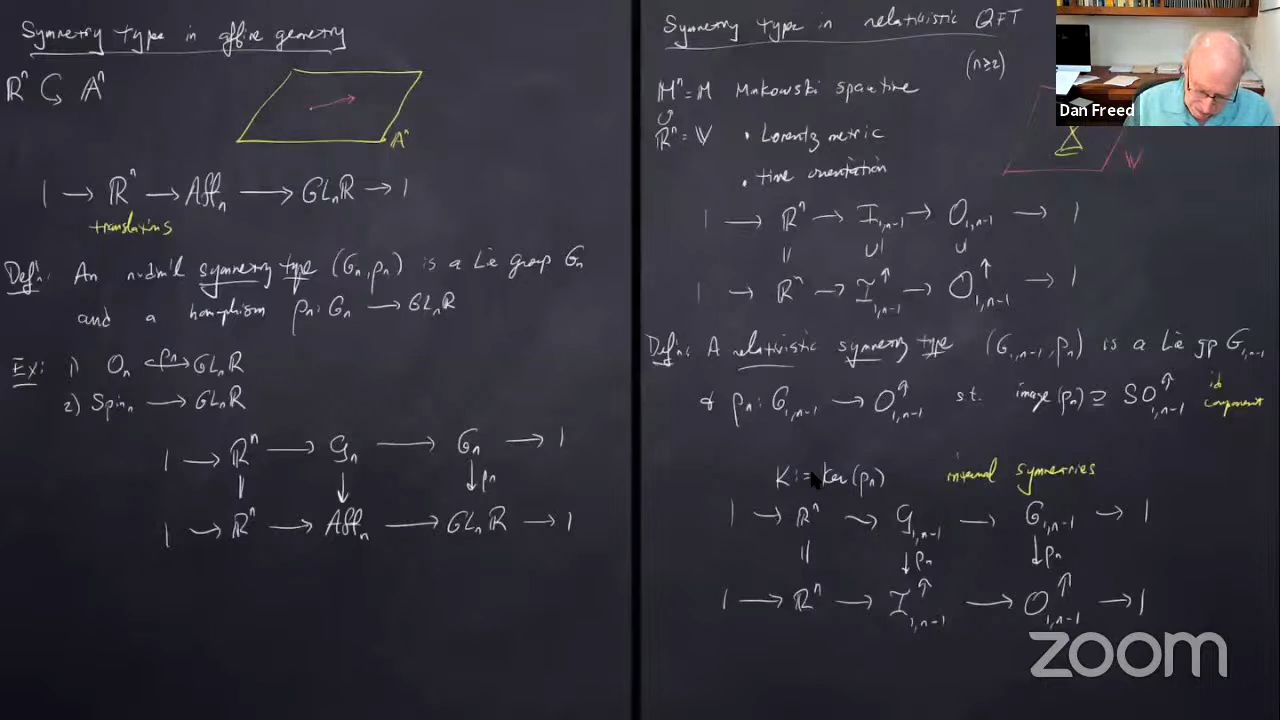 Symmetry type in affine geometry
ℝⁿ ↻ 𝔸ⁿ
𝔸ⁿ
1 → ℝⁿ → Affₙ → GLₙℝ → 1
translations
Defn: An n-dim'l symmetry type (Gₙ, ρₙ) is a Lie group Gₙ
and a hom-phism ρₙ: Gₙ → GLₙℝ
Ex: 1) Oₙ ↪ρₙ GLₙℝ
2) Spinₙ → GLₙℝ
1 → ℝⁿ → 𝒢ₙ → Gₙ → 1
‖ ↓ ↓ρₙ
1 → ℝⁿ → Affₙ → GLₙℝ → 1
Symmetry type in relativistic QFT
(n≥2)
Dan Freed
𝕄ⁿ = 𝕄 Minkowski spacetime
↻
ℝⁿ = 𝕍 • Lorentz metric
• time orientation
𝕍
1 → ℝⁿ → ℐ₁,ₙ₋₁ → O₁,ₙ₋₁ → 1
‖ ∪| ∪
1 → ℝⁿ → ℐ↑₁,ₙ₋₁ → O↑₁,ₙ₋₁ → 1
Defn: A relativistic symmetry type (G₁,ₙ₋₁, ρₙ) is a Lie gp G₁,ₙ₋₁
& ρₙ: G₁,ₙ₋₁ → O↑₁,ₙ₋₁ s.t. image(ρₙ) ⊇ SO↑₁,ₙ₋₁ id component
K := ker(ρₙ) internal symmetries
1 → ℝⁿ → 𝒢₁,ₙ₋₁ → G₁,ₙ₋₁ → 1
‖ ↓ρₙ ↓ρₙ
1 → ℝⁿ → ℐ↑₁,ₙ₋₁ → O↑₁,ₙ₋₁ → 1
zoom